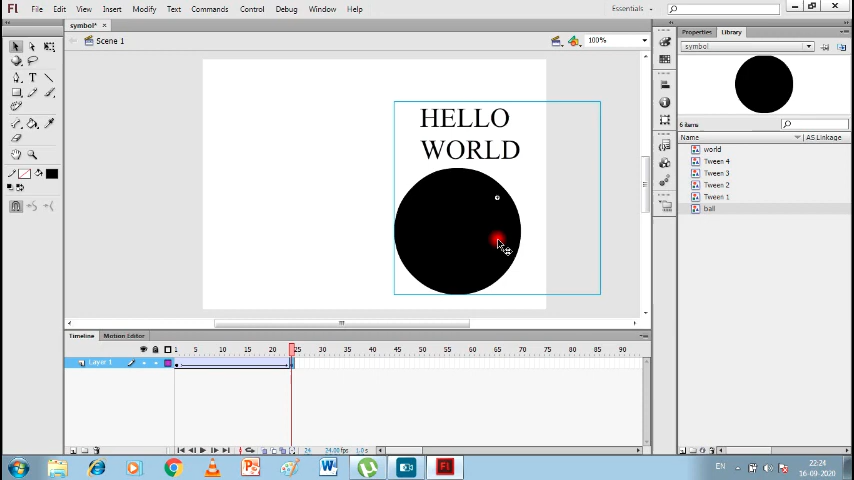 Fl File Edit View Insert Modify Text Commands Control Debug Window Help Essentials
symbol* ×
Scene 1 100%
HELLO
WORLD
Properties Library
symbol
6 items
Name AS Linkage
world
Tween 4
Tween 3
Tween 2
Tween 1
ball
Timeline Motion Editor
1 5 10 15 20 25 30 35 40 45 50 55 60 65 70 75 80 85 90
Layer 1
24 24.00 fps 1.0 s
EN 22:24
16-09-2020